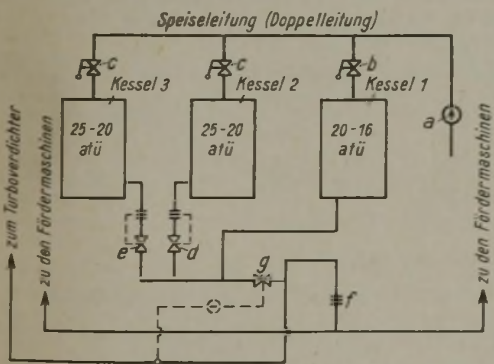 Speiseleitung (Doppelleitung)
c
c
b
Kessel 3
Kessel 2
Kessel 1
a
25-20
atü
25-20
atü
20-16
atü
zum Turboverdichter
zu den Fördermaschinen
zu den Fördermaschinen
e
d
g
f